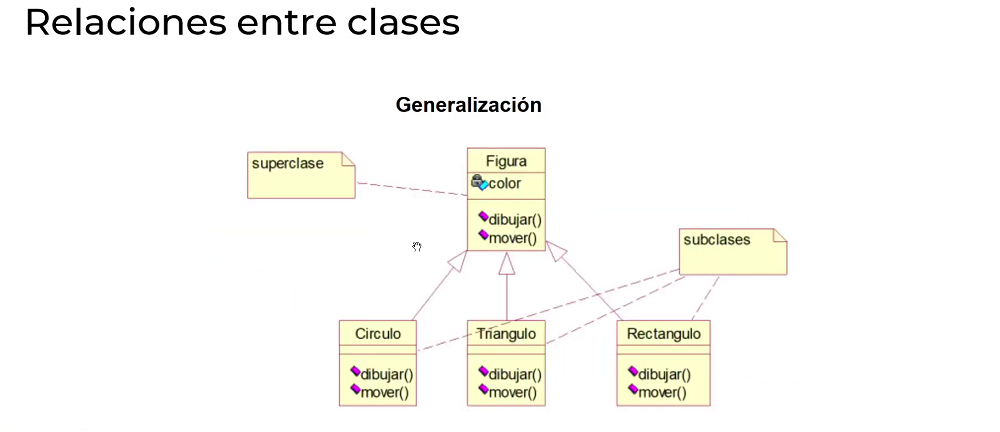 Relaciones entre clases
Generalización
superclase
Figura
color
dibujar()
mover()
subclases
Circulo
dibujar()
mover()
Triangulo
dibujar()
mover()
Rectangulo
dibujar()
mover()